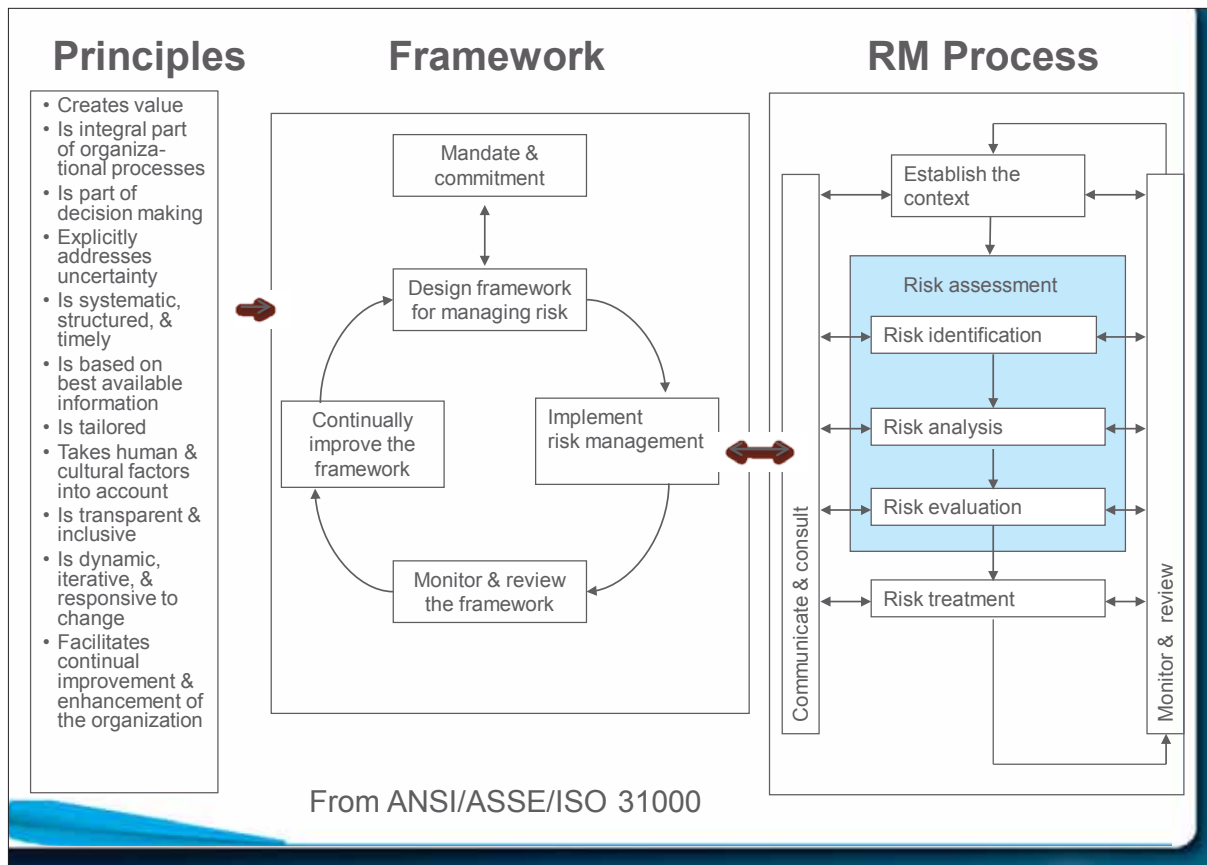 Principles
• Creates value
• Is integral part
of organiza-
tional processes
• Is part of
decision making
• Explicitly
addresses
uncertainty
• Is systematic,
structured, &
timely
• Is based on
best available
information
• Is tailored
• Takes human &
cultural factors
into account
• Is transparent &
inclusive
• Is dynamic,
iterative, &
responsive to
change
• Facilitates
continual
improvement &
enhancement of
the organization
Framework
Mandate &
commitment
Design framework
for managing risk
Implement
risk management
Monitor & review
the framework
Continually
improve the
framework
RM Process
Communicate & consult
Establish the
context
Risk assessment
Risk identification
Risk analysis
Risk evaluation
Risk treatment
Monitor & review
From ANSI/ASSE/ISO 31000